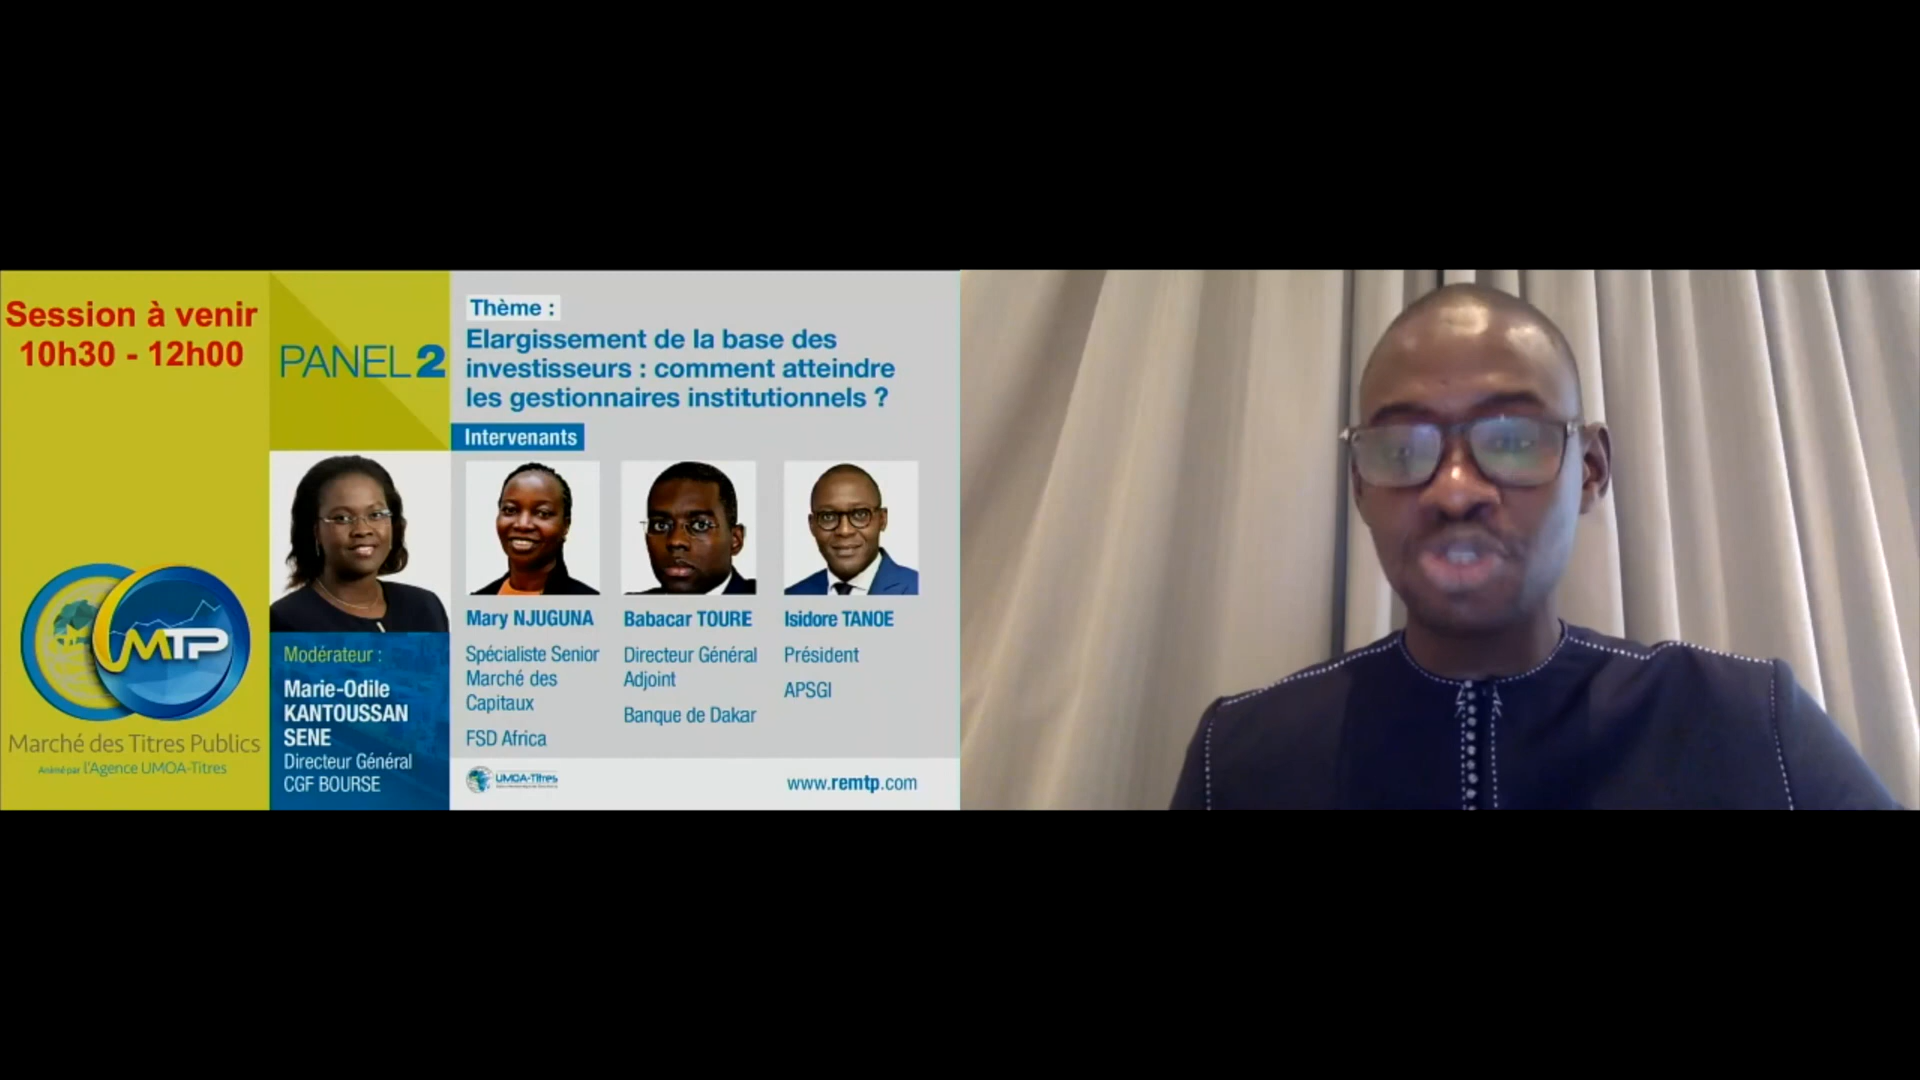 Session à venir
10h30 - 12h00
PANEL 2
Thème :
Elargissement de la base des
investisseurs : comment atteindre
les gestionnaires institutionnels ?
Intervenants
Mary NJUGUNA
Spécialiste Senior
Marché des
Capitaux
FSD Africa
Babacar TOURE
Directeur Général
Adjoint
Banque de Dakar
Isidore TANOE
Président
APSGI
Modérateur :
Marie-Odile
KANTOUSSAN
SENE
Directeur Général
CGF BOURSE
MTP
Marché des Titres Publics
Animé par l'Agence UMOA-Titres
UMOA-Titres
www.remtp.com